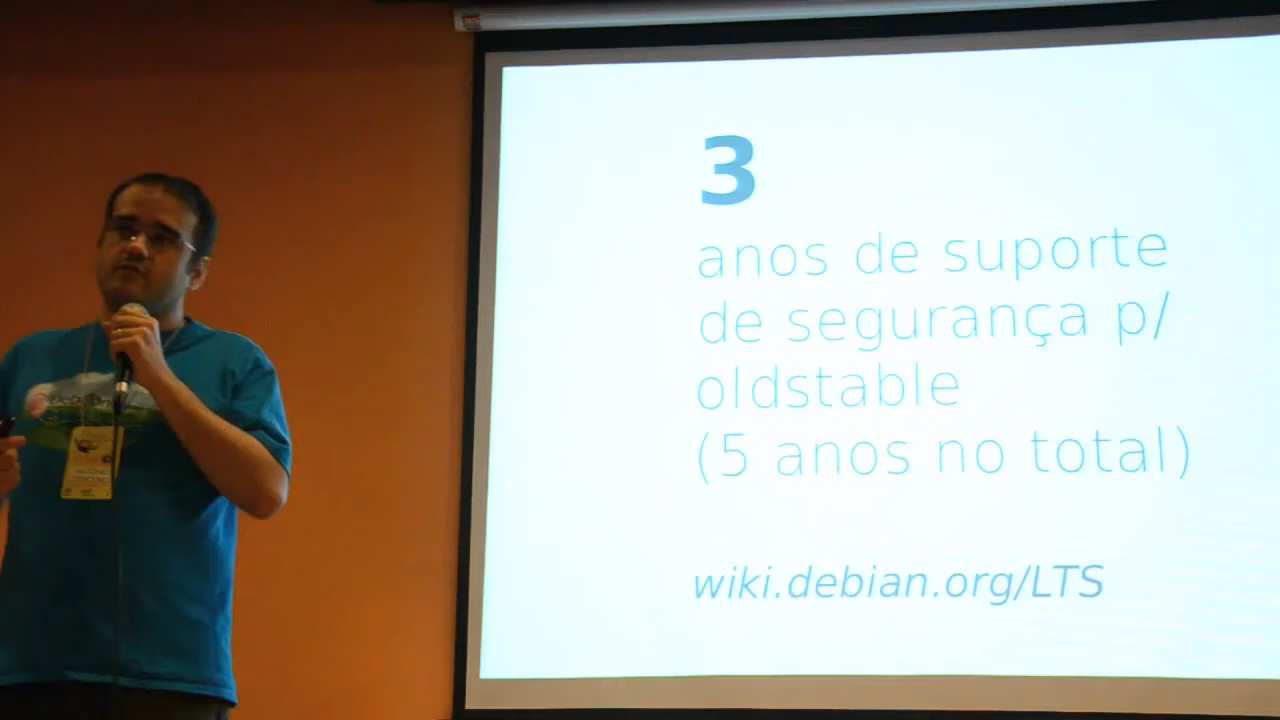 3
anos de suporte
de segurança p/
oldstable
(5 anos no total)
wiki.debian.org/LTS